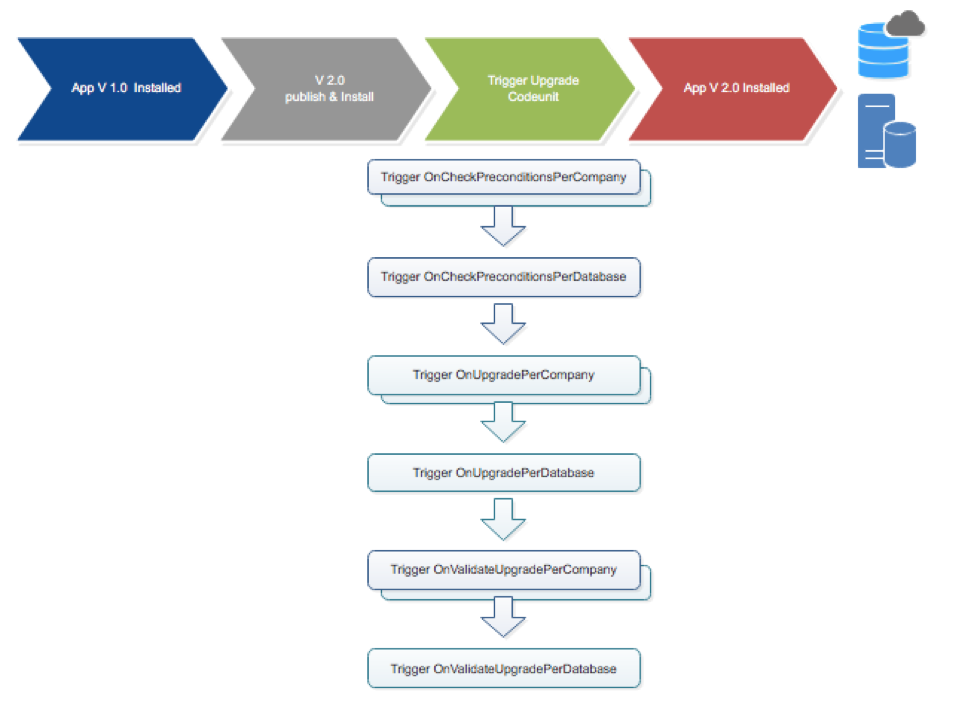 App V 1.0 Installed
V 2.0
publish & Install
Trigger Upgrade
Codeunit
App V 2.0 Installed
Trigger OnCheckPreconditionsPerCompany
Trigger OnCheckPreconditionsPerDatabase
Trigger OnUpgradePerCompany
Trigger OnUpgradePerDatabase
Trigger OnValidateUpgradePerCompany
Trigger OnValidateUpgradePerDatabase